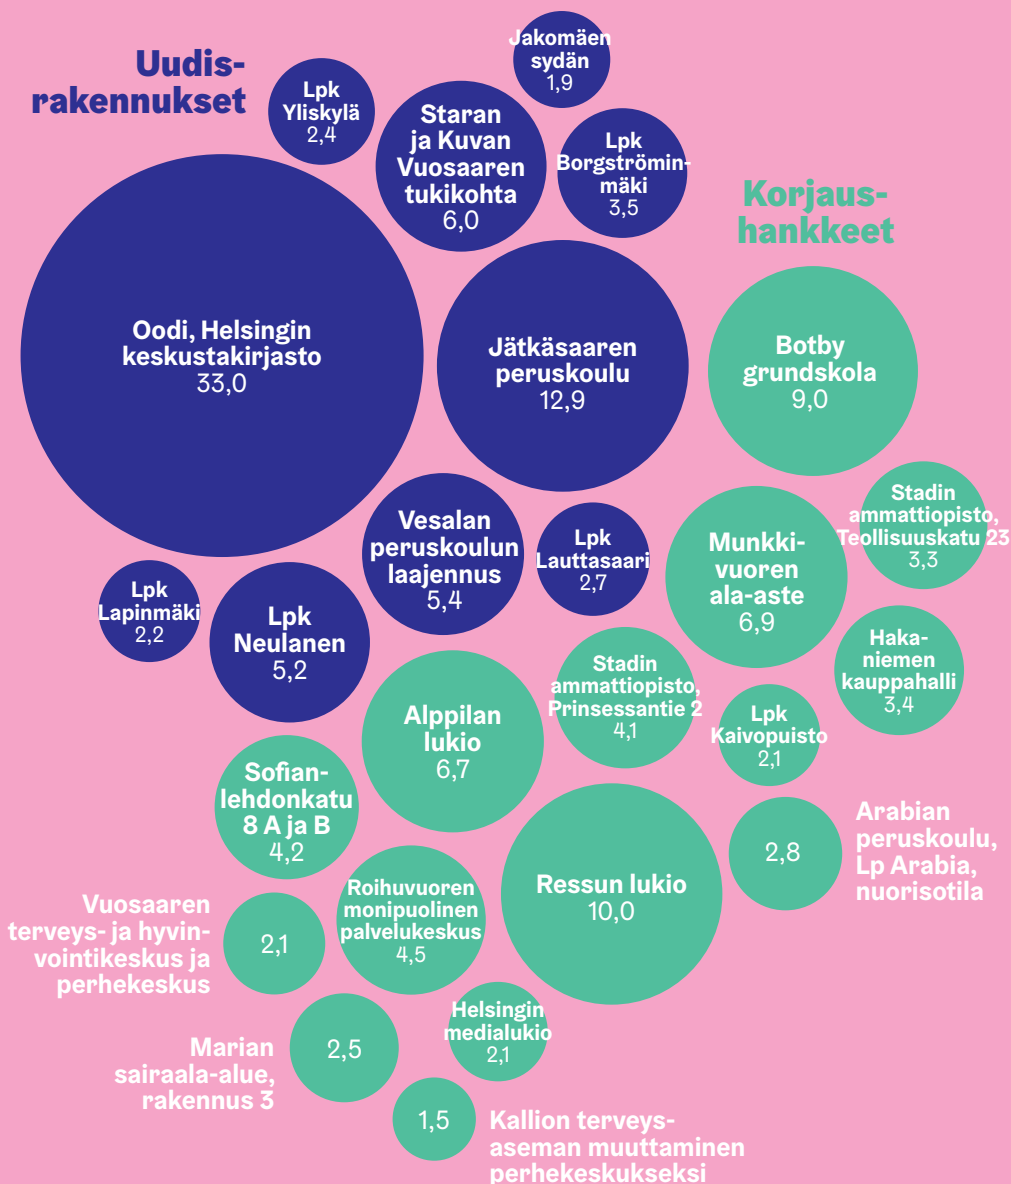 Uudis-
rakennukset
Jakomäen
sydän
1,9
Lpk
Yliskylä
2,4
Staran
ja Kuvan
Vuosaaren
tukikohta
6,0
Lpk
Borgströmin-
mäki
3,5
Korjaus-
hankkeet
Oodi, Helsingin
keskustakirjasto
33,0
Jätkäsaaren
peruskoulu
12,9
Botby
grundskola
9,0
Vesalan
peruskoulun
laajennus
5,4
Lpk
Lauttasaari
2,7
Munkki-
vuoren
ala-aste
6,9
Stadin
ammattiopisto,
Teollisuuskatu 23
3,3
Lpk
Lapinmäki
2,2
Lpk
Neulanen
5,2
Haka-
niemen
kauppahalli
3,4
Alppilan
lukio
6,7
Stadin
ammattiopisto,
Prinsessantie 2
4,1
Lpk
Kaivopuisto
2,1
Sofian-
lehdonkatu
8 A ja B
4,2
Roihuvuoren
monipuolinen
palvelukeskus
4,5
Ressun lukio
10,0
2,8
Arabian
peruskoulu,
Lp Arabia,
nuorisotila
Vuosaaren
terveys- ja hyvin-
vointikeskus ja
perhekeskus
2,1
Marian
sairaala-alue,
rakennus 3
2,5
Helsingin
medialukio
2,1
1,5
Kallion terveys-
aseman muuttaminen
perhekeskukseksi